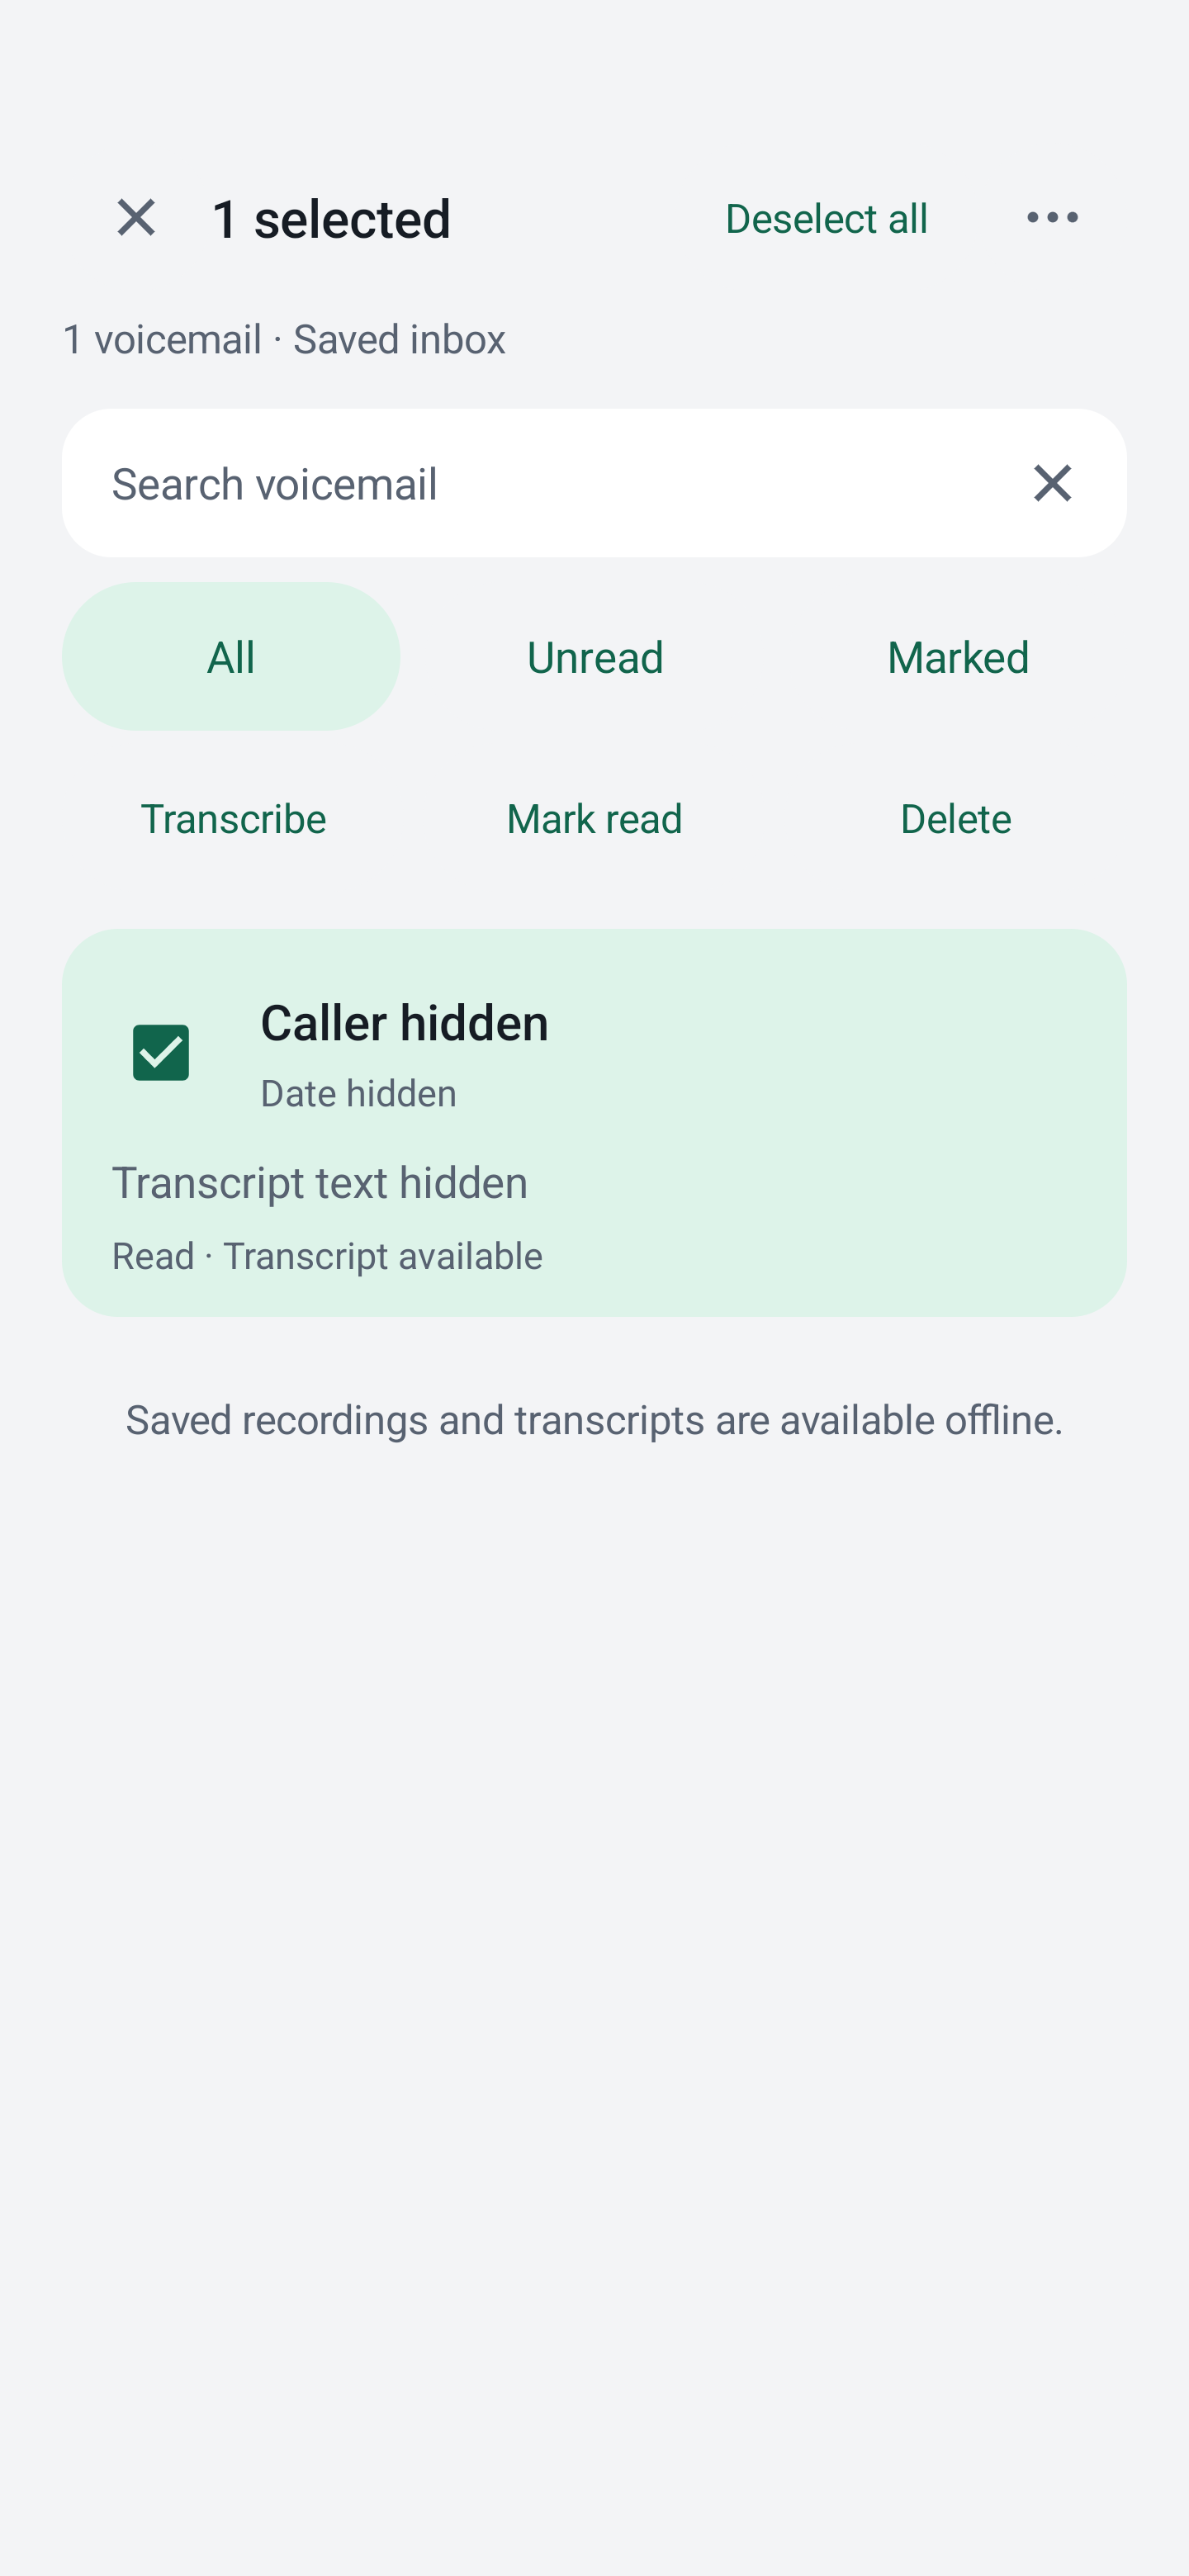 1 selected
Deselect all
1 voicemail · Saved inbox
Search voicemail
All
Unread
Marked
Transcribe
Mark read
Delete
Caller hidden
Date hidden
Transcript text hidden
Read · Transcript available
Saved recordings and transcripts are available offline.